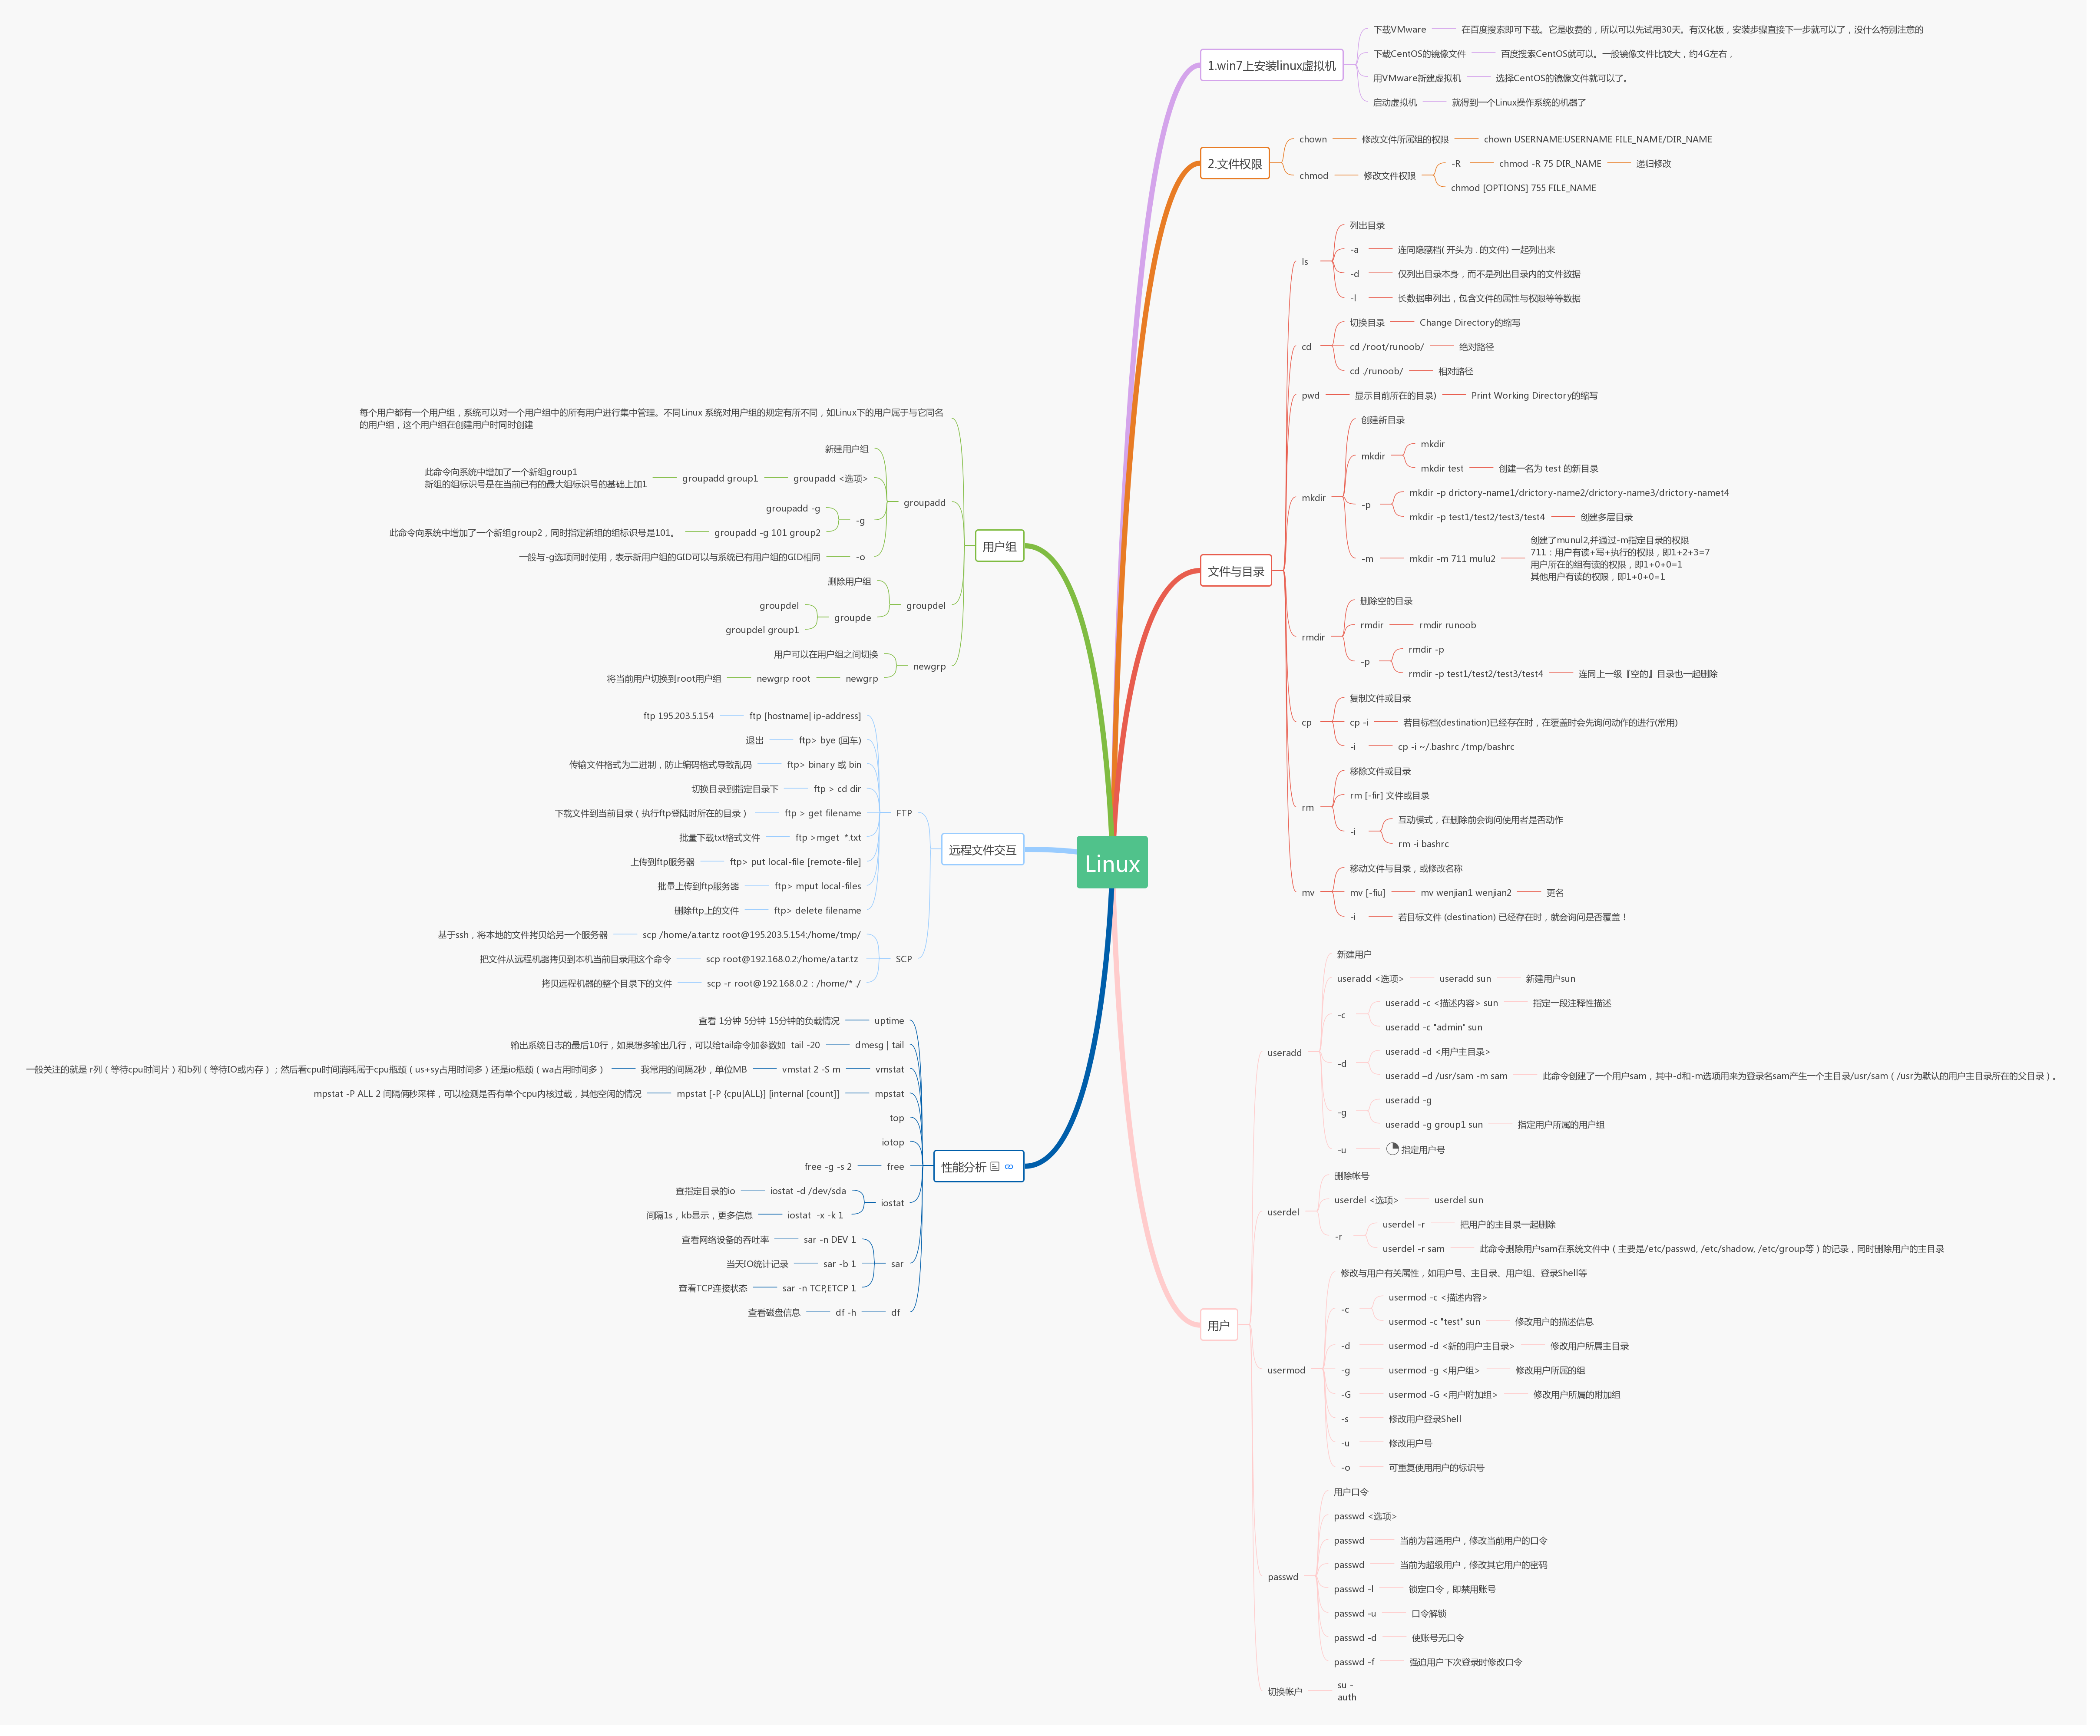 Linux
1.win7上安装linux虚拟机
下载VMware
在百度搜索即可下载。它是收费的，所以可以先试用30天。有汉化版，安装步骤直接下一步就可以了，没什么特别注意的
下载CentOS的镜像文件
百度搜索CentOS就可以。一般镜像文件比较大，约4G左右，
用VMware新建虚拟机
选择CentOS的镜像文件就可以了。
启动虚拟机
就得到一个Linux操作系统的机器了
2.文件权限
chown
修改文件所属组的权限
chown USERNAME:USERNAME FILE_NAME/DIR_NAME
chmod
修改文件权限
-R
chmod -R 75 DIR_NAME
递归修改
chmod [OPTIONS] 755 FILE_NAME
文件与目录
ls
列出目录
-a
连同隐藏档( 开头为 . 的文件) 一起列出来
-d
仅列出目录本身，而不是列出目录内的文件数据
-l
长数据串列出，包含文件的属性与权限等等数据
cd
切换目录
Change Directory的缩写
cd /root/runoob/
绝对路径
cd ./runoob/
相对路径
pwd
显示目前所在的目录)
Print Working Directory的缩写
mkdir
创建新目录
mkdir
mkdir
mkdir test
创建一名为 test 的新目录
-p
mkdir -p drictory-name1/drictory-name2/drictory-name3/drictory-namet4
mkdir -p test1/test2/test3/test4
创建多层目录
-m
mkdir -m 711 mulu2
创建了munul2,并通过-m指定目录的权限
711：用户有读+写+执行的权限，即1+2+3=7
用户所在的组有读的权限，即1+0+0=1
其他用户有读的权限，即1+0+0=1
rmdir
删除空的目录
rmdir
rmdir runoob
-p
rmdir -p
rmdir -p test1/test2/test3/test4
连同上一级『空的』目录也一起删除
cp
复制文件或目录
cp -i
若目标档(destination)已经存在时，在覆盖时会先询问动作的进行(常用)
-i
cp -i ~/.bashrc /tmp/bashrc
rm
移除文件或目录
rm [-fir] 文件或目录
-i
互动模式，在删除前会询问使用者是否动作
rm -i bashrc
mv
移动文件与目录，或修改名称
mv [-fiu]
mv wenjian1 wenjian2
更名
-i
若目标文件 (destination) 已经存在时，就会询问是否覆盖！
用户
useradd
新建用户
useradd <选项>
useradd sun
新建用户sun
-c
useradd -c <描述内容> sun
指定一段注释性描述
useradd -c "admin" sun
-d
useradd -d <用户主目录>
useradd –d /usr/sam -m sam
此命令创建了一个用户sam，其中-d和-m选项用来为登录名sam产生一个主目录/usr/sam（ /usr为默认的用户主目录所在的父目录 ）。
-g
useradd -g
useradd -g group1 sun
指定用户所属的用户组
-u
指定用户号
userdel
删除帐号
userdel <选项>
userdel sun
-r
userdel -r
把用户的主目录一起删除
userdel -r sam
此命令删除用户sam在系统文件中（ 主要是/etc/passwd, /etc/shadow, /etc/group等 ）的记录，同时删除用户的主目录
usermod
修改与用户有关属性，如用户号、主目录、用户组、登录Shell等
-c
usermod -c <描述内容>
usermod -c "test" sun
修改用户的描述信息
-d
usermod -d <新的用户主目录>
修改用户所属主目录
-g
usermod -g <用户组>
修改用户所属的组
-G
usermod -G <用户附加组>
修改用户所属的附加组
-s
修改用户登录Shell
-u
修改用户号
-o
可重复使用用户的标识号
passwd
用户口令
passwd <选项>
passwd
当前为普通用户，修改当前用户的口令
passwd
当前为超级用户，修改其它用户的密码
passwd -l
锁定口令，即禁用账号
passwd -u
口令解锁
passwd -d
使账号无口令
passwd -f
强迫用户下次登录时修改口令
切换帐户
su -
auth
用户组
每个用户都有一个用户组，系统可以对一个用户组中的所有用户进行集中管理。不同Linux 系统对用户组的规定有所不同，如Linux下的用户属于与它同名
的用户组，这个用户组在创建用户时同时创建
groupadd
新建用户组
groupadd <选项>
groupadd group1
此命令向系统中增加了一个新组group1
新组的组标识号是在当前已有的最大组标识号的基础上加1
-g
groupadd -g
groupadd -g 101 group2
此命令向系统中增加了一个新组group2，同时指定新组的组标识号是101。
-o
一般与-g选项同时使用，表示新用户组的GID可以与系统已有用户组的GID相同
groupdel
删除用户组
groupde
groupdel
groupdel group1
newgrp
用户可以在用户组之间切换
newgrp
newgrp root
将当前用户切换到root用户组
远程文件交互
FTP
ftp [hostname| ip-address]
ftp 195.203.5.154
ftp> bye (回车)
退出
ftp> binary 或 bin
传输文件格式为二进制，防止编码格式导致乱码
ftp > cd dir
切换目录到指定目录下
ftp > get filename
下载文件到当前目录（ 执行ftp登陆时所在的目录 ）
ftp >mget  *.txt
批量下载txt格式文件
ftp> put local-file [remote-file]
上传到ftp服务器
ftp> mput local-files
批量上传到ftp服务器
ftp> delete filename
删除ftp上的文件
SCP
scp /home/a.tar.tz root@195.203.5.154:/home/tmp/
基于ssh，将本地的文件拷贝给另一个服务器
scp root@192.168.0.2:/home/a.tar.tz
把文件从远程机器拷贝到本机当前目录用这个命令
scp -r root@192.168.0.2：/home/* ./
拷贝远程机器的整个目录下的文件
性能分析
uptime
查看 1分钟 5分钟 15分钟的负载情况
dmesg | tail
输出系统日志的最后10行，如果想多输出几行，可以给tail命令加参数如  tail -20
vmstat
vmstat 2 -S m
我常用的间隔2秒，单位MB
一般关注的就是 r列（ 等待cpu时间片 ）和b列（ 等待IO或内存 ）；然后看cpu时间消耗属于cpu瓶颈（ us+sy占用时间多 ）还是io瓶颈（ wa占用时间多 ）
mpstat
mpstat [-P {cpu|ALL}] [internal [count]]
mpstat -P ALL 2 间隔俩秒采样，可以检测是否有单个cpu内核过载，其他空闲的情况
top
iotop
free
free -g -s 2
iostat
iostat -d /dev/sda
查指定目录的io
iostat  -x -k 1
间隔1s，kb显示，更多信息
sar
sar -n DEV 1
查看网络设备的吞吐率
sar -b 1
当天IO统计记录
sar -n TCP,ETCP 1
查看TCP连接状态
df
df -h
查看磁盘信息